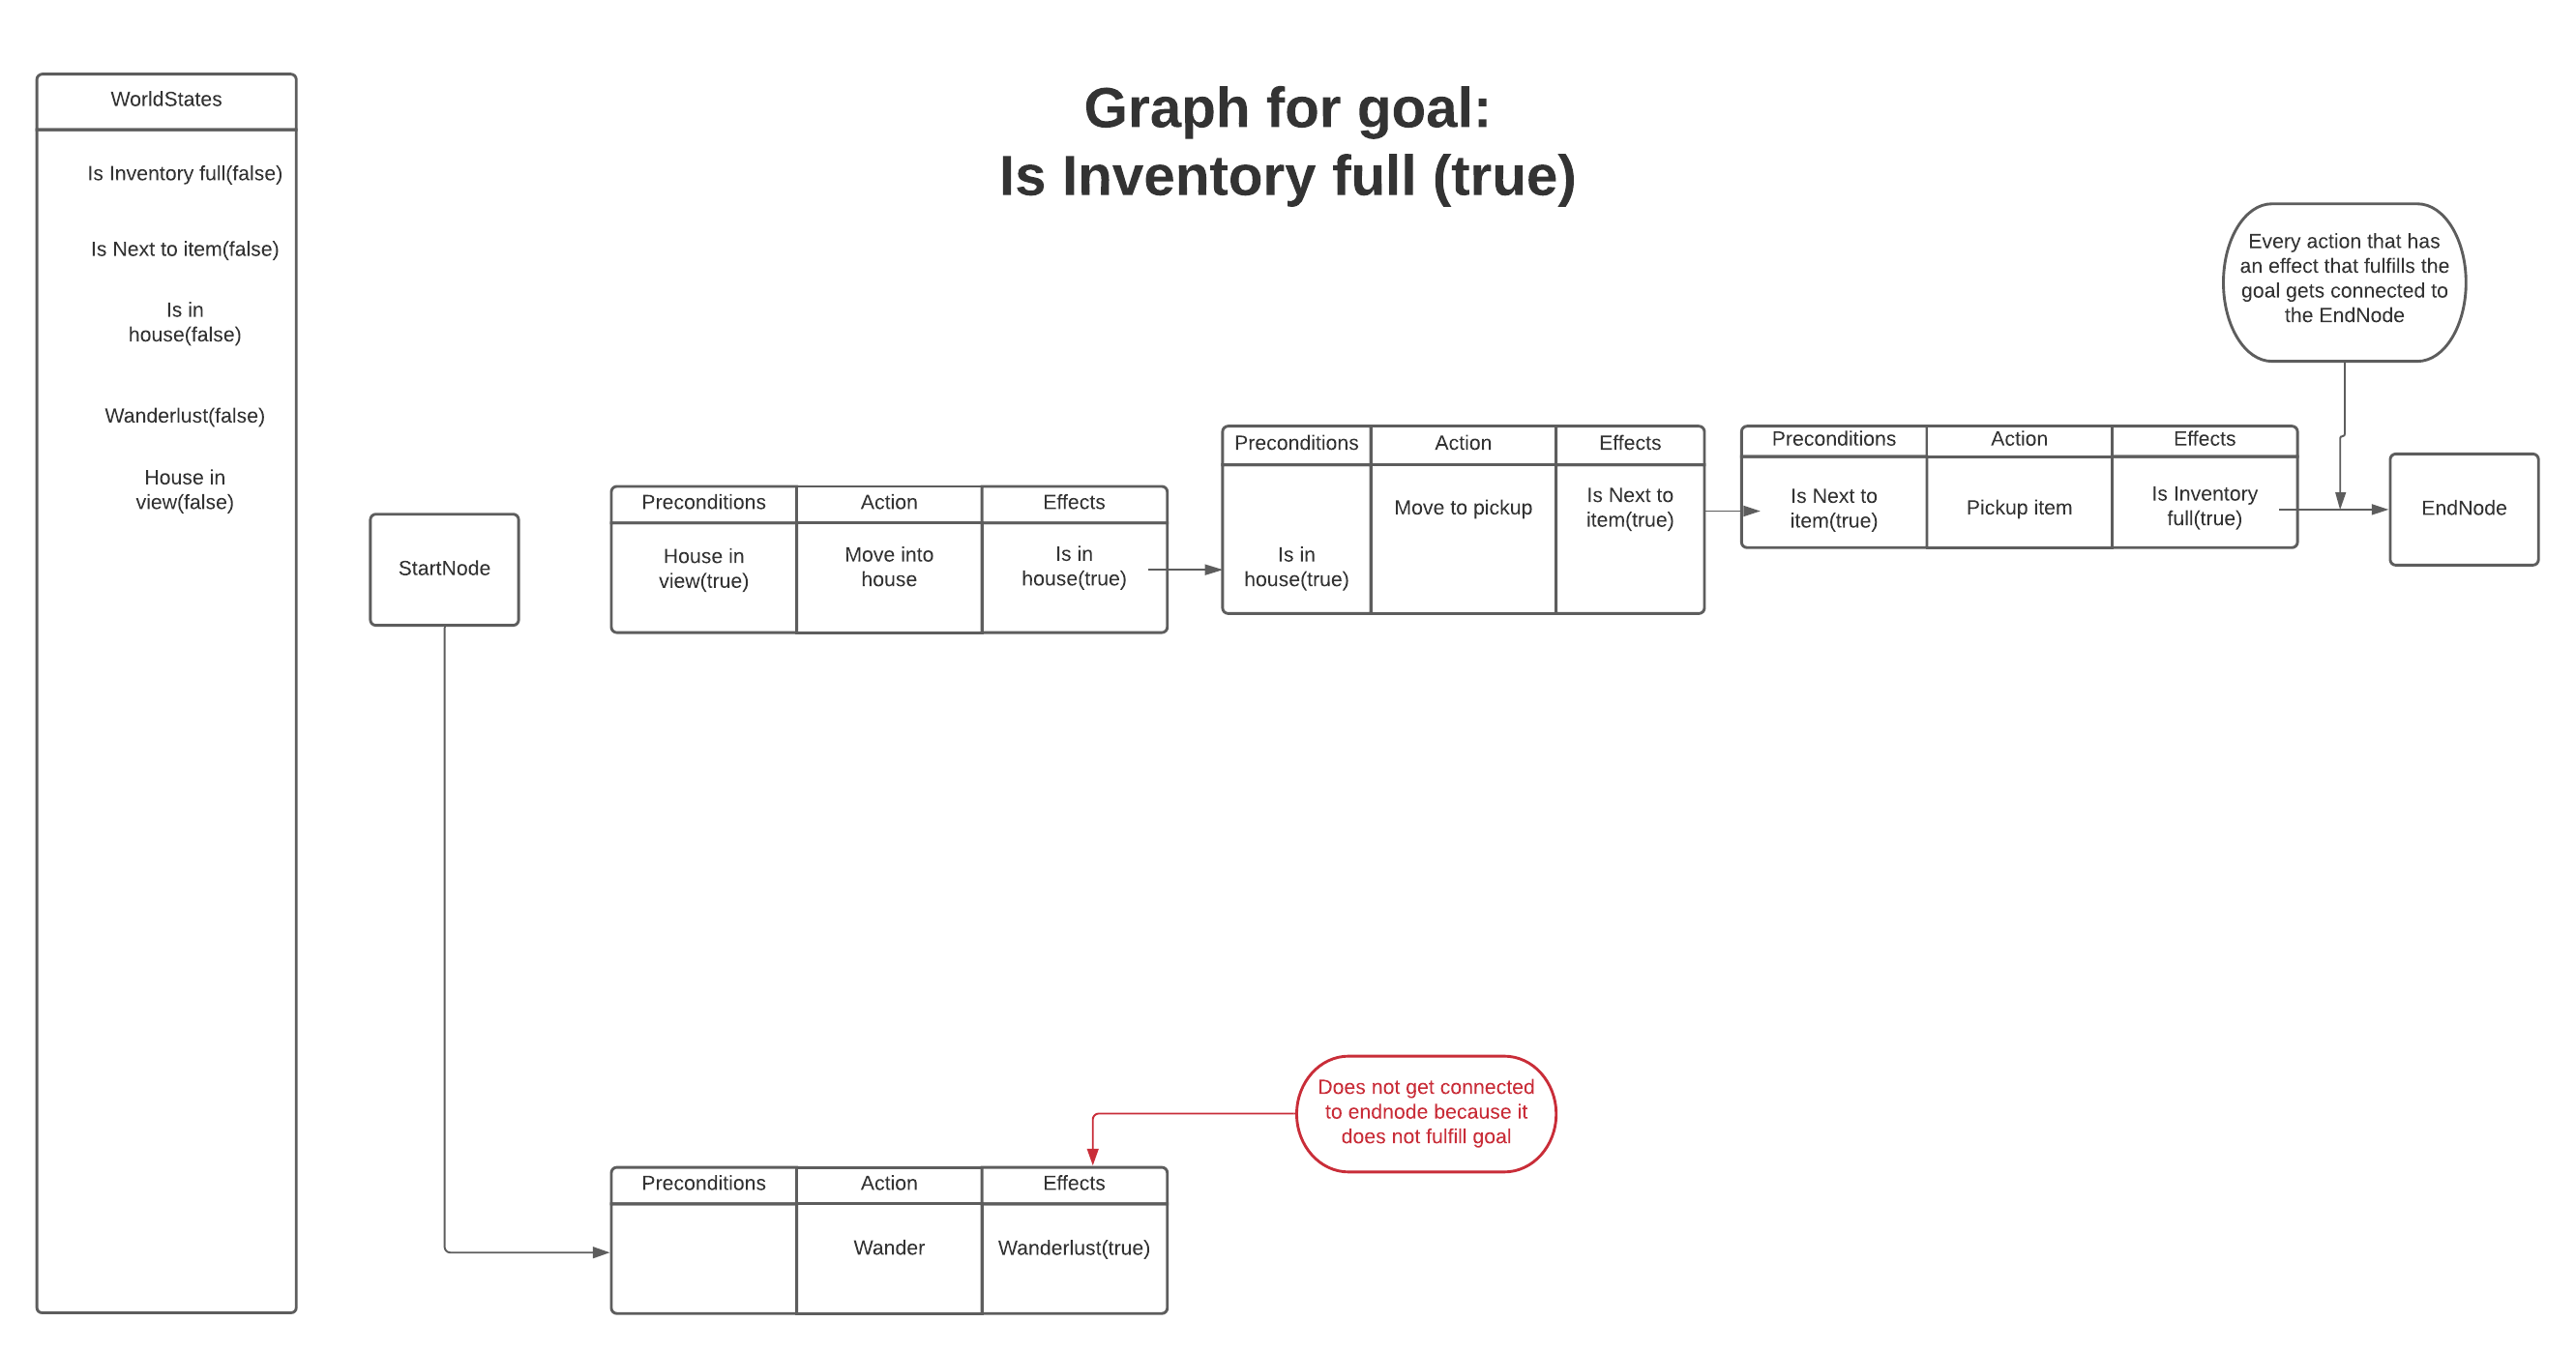 Graph for goal:
Is Inventory full (true)
WorldStates
Is Inventory full(false)
Is Next to item(false)
Is in
house(false)
Wanderlust(false)
House in
view(false)
StartNode
Preconditions
Action
Effects
House in
view(true)
Move into
house
Is in
house(true)
Preconditions
Action
Effects
Is in
house(true)
Move to pickup
Is Next to
item(true)
Preconditions
Action
Effects
Is Next to
item(true)
Pickup item
Is Inventory
full(true)
Every action that has
an effect that fulfills the
goal gets connected to
the EndNode
EndNode
Does not get connected
to endnode because it
does not fulfill goal
Preconditions
Action
Effects
Wander
Wanderlust(true)